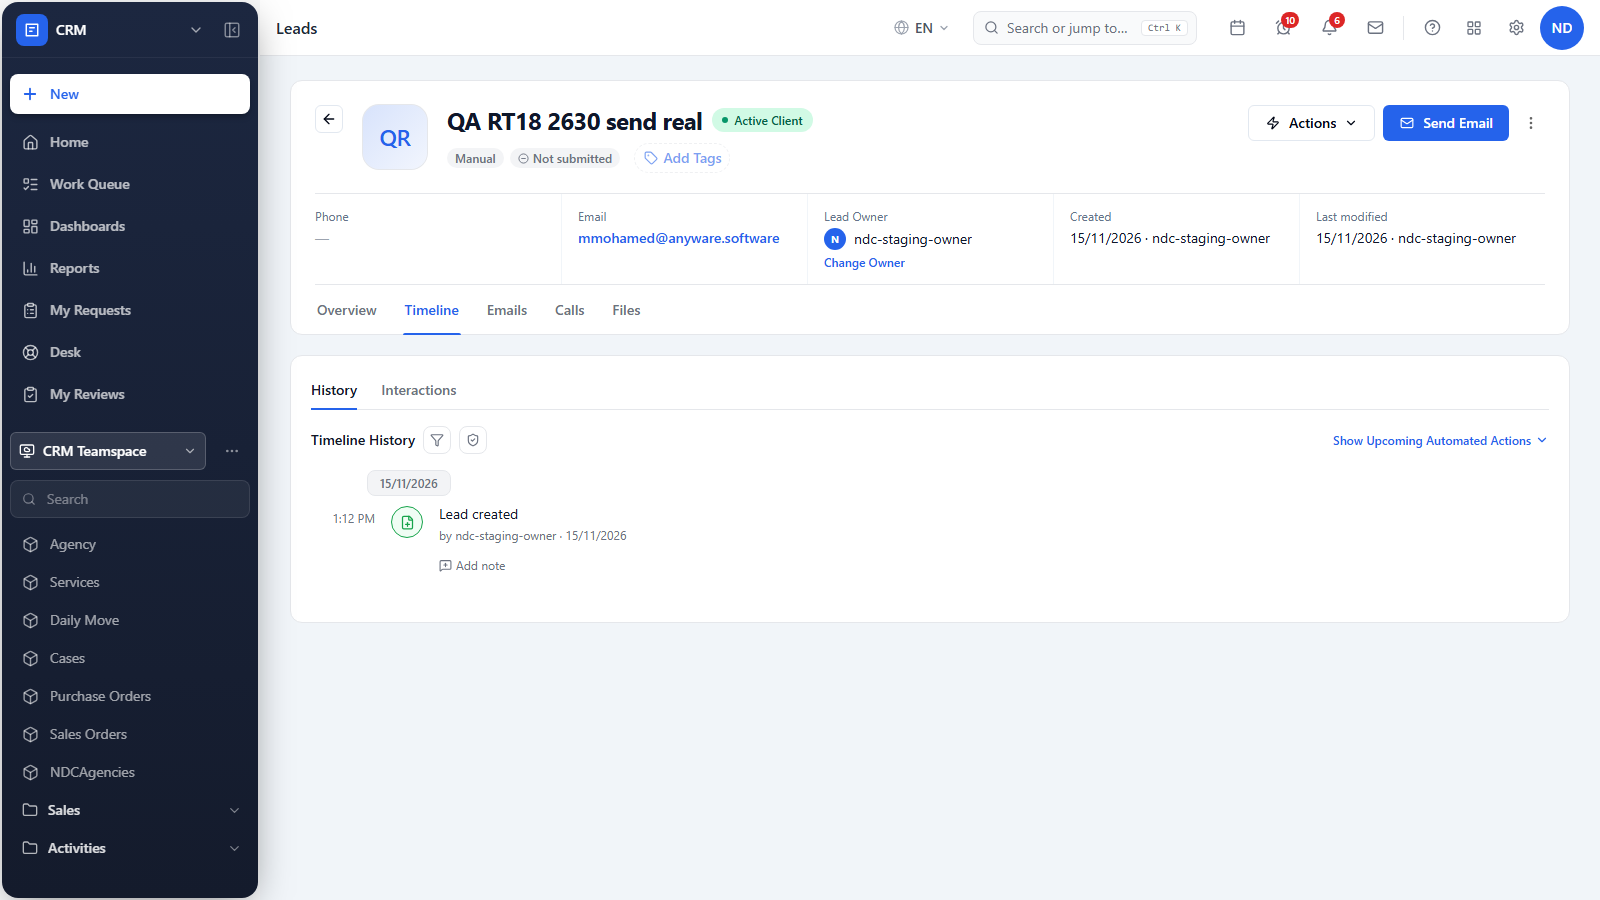 CRM
New
Home
Work Queue
Dashboards
Reports
My Requests
Desk
My Reviews
CRM Teamspace
Search
Agency
Services
Daily Move
Cases
Purchase Orders
Sales Orders
NDCAgencies
Sales
Activities
Leads
EN
Search or jump to...
Ctrl K
10
6
ND
QR
QA RT18 2630 send real
Active Client
Manual
Not submitted
Add Tags
Actions
Send Email
Phone
—
Email
mmohamed@anyware.software
Lead Owner
N ndc-staging-owner
Change Owner
Created
15/11/2026 · ndc-staging-owner
Last modified
15/11/2026 · ndc-staging-owner
Overview
Timeline
Emails
Calls
Files
History
Interactions
Timeline History
Show Upcoming Automated Actions
15/11/2026
1:12 PM
Lead created
by ndc-staging-owner · 15/11/2026
Add note